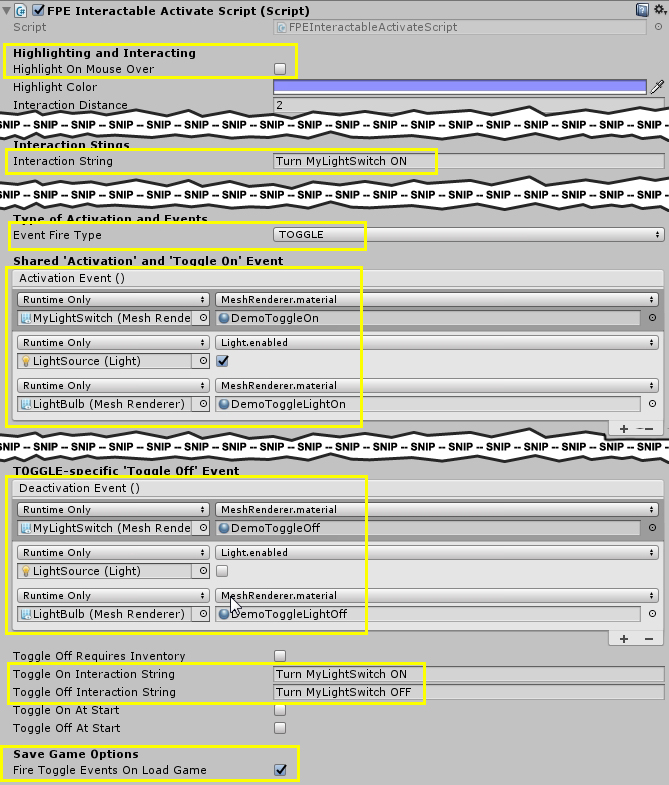 FPE Interactable Activate Script (Script)
Script FPEInteractableActivateScript
Highlighting and Interacting
Highlight On Mouse Over
Highlight Color
Interaction Distance 2
SNIP -- SNIP -- SNIP -- SNIP -- SNIP -- SNIP -- SNIP -- SNIP -- SNIP -- SNIP -- SNIP -- SNIP -- SNIP --
Interaction Stings
Interaction String Turn MyLightSwitch ON
SNIP -- SNIP -- SNIP -- SNIP -- SNIP -- SNIP -- SNIP -- SNIP -- SNIP -- SNIP -- SNIP -- SNIP -- SNIP --
Type of Activation and Events
Event Fire Type TOGGLE
Shared 'Activation' and 'Toggle On' Event
Activation Event ()
Runtime Only MeshRenderer.material
MyLightSwitch (Mesh Rende DemoToggleOn
Runtime Only Light.enabled
LightSource (Light)
Runtime Only MeshRenderer.material
LightBulb (Mesh Renderer) DemoToggleLightOn
+ −
SNIP -- SNIP -- SNIP -- SNIP -- SNIP -- SNIP -- SNIP -- SNIP -- SNIP -- SNIP -- SNIP -- SNIP -- SNIP --
TOGGLE-specific 'Toggle Off' Event
Deactivation Event ()
Runtime Only MeshRenderer.material
MyLightSwitch (Mesh Rende DemoToggleOff
Runtime Only Light.enabled
LightSource (Light)
Runtime Only MeshRenderer.material
LightBulb (Mesh Renderer) DemoToggleLightOff
+ −
Toggle Off Requires Inventory
Toggle On Interaction String Turn MyLightSwitch ON
Toggle Off Interaction String Turn MyLightSwitch OFF
Toggle On At Start
Toggle Off At Start
Save Game Options
Fire Toggle Events On Load Game